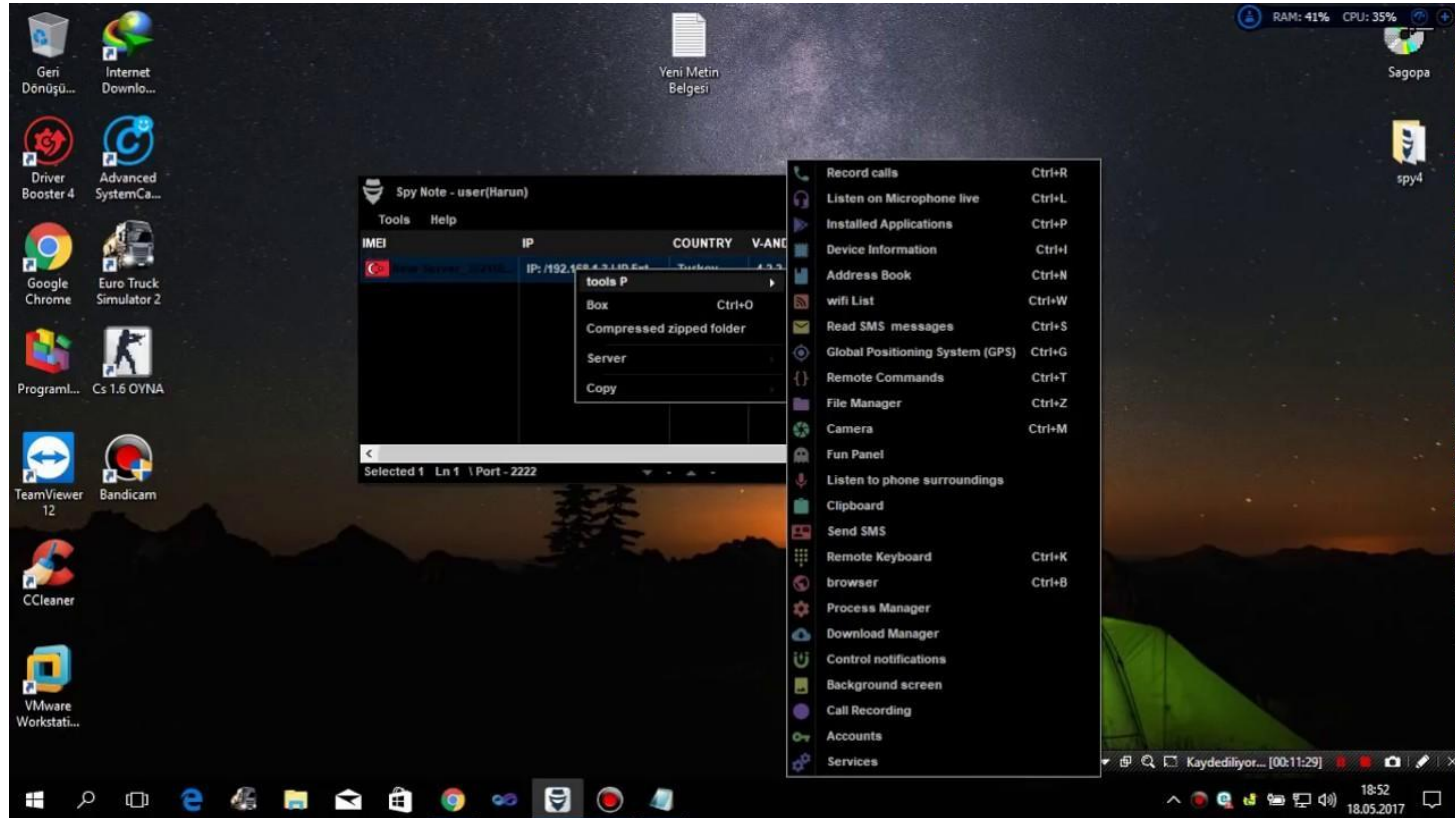 Geri
Dönüşü...
Internet
Downlo...
Yeni Metin
Belgesi
RAM: 41% CPU: 35%
Sagopa
Driver
Booster 4
Advanced
SystemCa...
spy4
Google
Chrome
Euro Truck
Simulator 2
Programl...
Cs 1.6 OYNA
TeamViewer
12
Bandicam
CCleaner
VMware
Workstati...
Spy Note - user(Harun)
Tools Help
IMEI IP COUNTRY V-AND
IP: /192.168
Turkey
tools P
Box Ctrl+O
Compressed zipped folder
Server
Copy
Selected 1 Ln 1 \ Port - 2222
Record calls Ctrl+R
Listen on Microphone live Ctrl+L
Installed Applications Ctrl+P
Device Information Ctrl+I
Address Book Ctrl+N
wifi List Ctrl+W
Read SMS messages Ctrl+S
Global Positioning System (GPS) Ctrl+G
Remote Commands Ctrl+T
File Manager Ctrl+Z
Camera Ctrl+M
Fun Panel
Listen to phone surroundings
Clipboard
Send SMS
Remote Keyboard Ctrl+K
browser Ctrl+B
Process Manager
Download Manager
Control notifications
Background screen
Call Recording
Accounts
Services
Kaydediliyor... [00:11:29]
18:52
18.05.2017